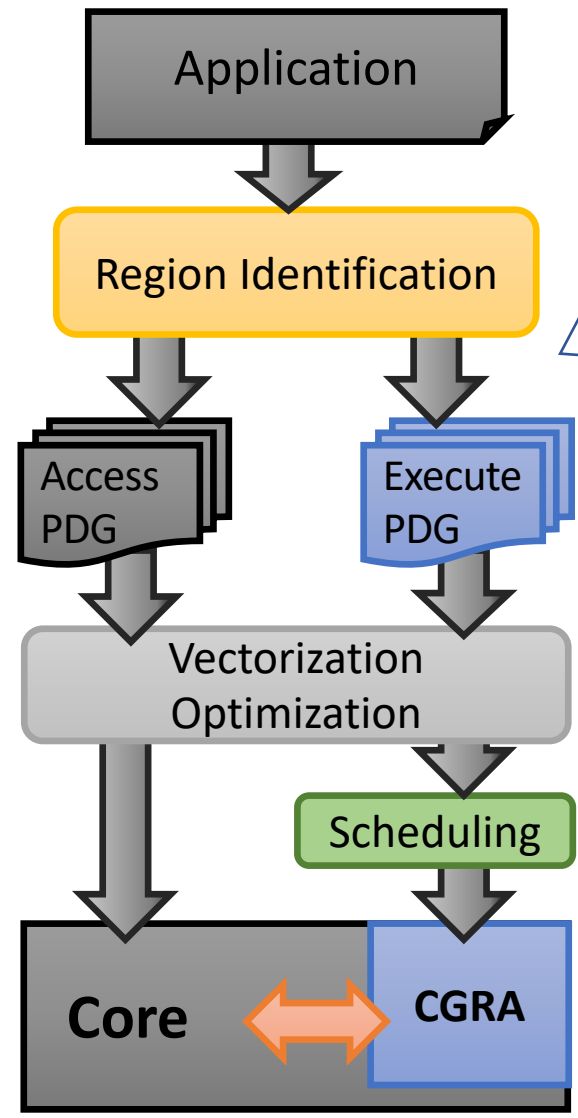 Application
Region Identification
Access
PDG
Execute
PDG
Vectorization
Optimization
Scheduling
Core
CGRA